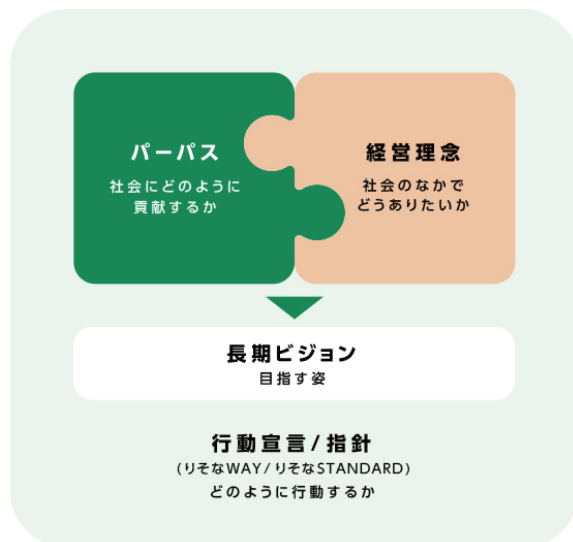 パーパス
社会にどのように
貢献するか
経営理念
社会のなかで
どうありたいか
長期ビジョン
目指す姿
行動宣言/指針
(りそなWAY/りそなSTANDARD)
どのように行動するか